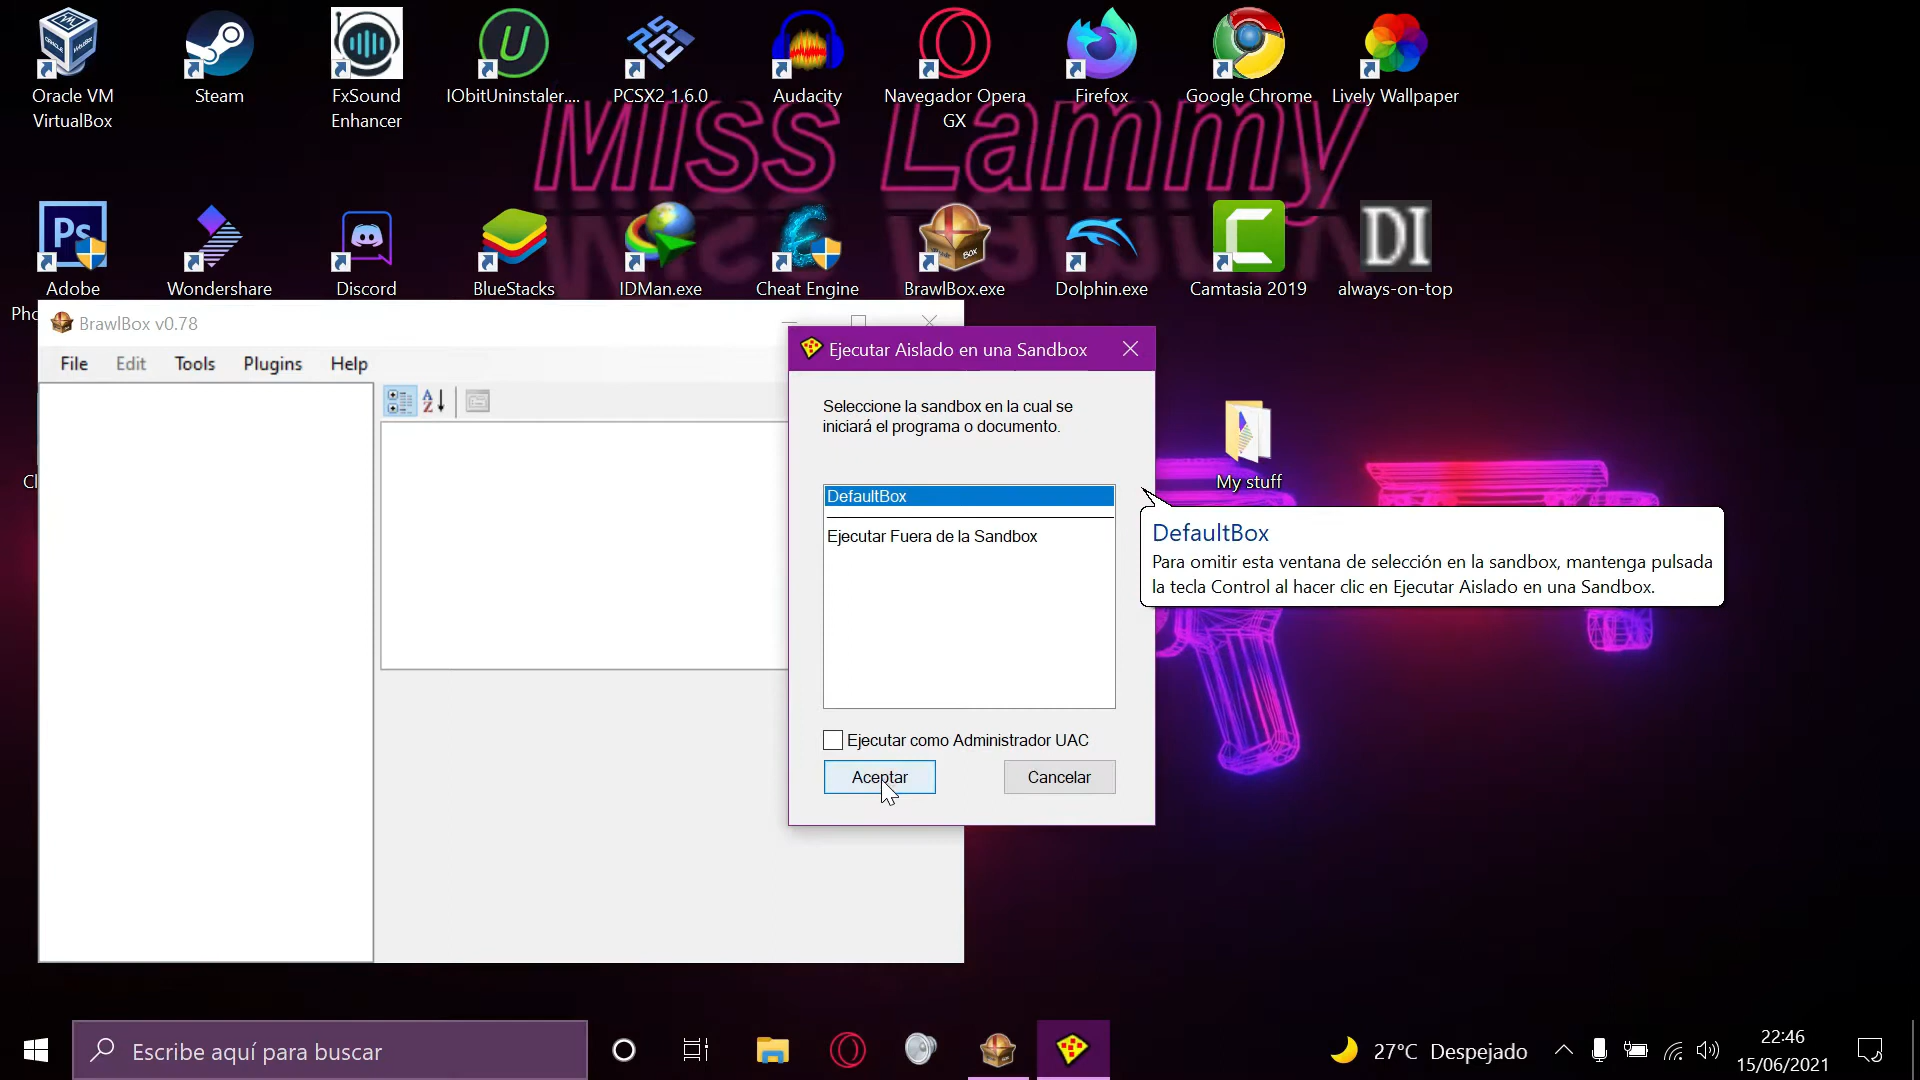 Oracle VM
VirtualBox
Steam
FxSound
Enhancer
IObitUninstaler....
PCSX2 1.6.0
Audacity
Navegador Opera
GX
Firefox
Google Chrome
Lively Wallpaper
Miss Lammy
Adobe
Wondershare
Discord
BlueStacks
IDMan.exe
Cheat Engine
BrawlBox.exe
Dolphin.exe
Camtasia 2019
always-on-top
BrawlBox v0.78
File
Edit
Tools
Plugins
Help
Ejecutar Aislado en una Sandbox
Seleccione la sandbox en la cual se
iniciará el programa o documento.
DefaultBox
Ejecutar Fuera de la Sandbox
Ejecutar como Administrador UAC
Aceptar
Cancelar
My stuff
DefaultBox
Para omitir esta ventana de selección en la sandbox, mantenga pulsada
la tecla Control al hacer clic en Ejecutar Aislado en una Sandbox.
Escribe aquí para buscar
27°C Despejado
22:46
15/06/2021